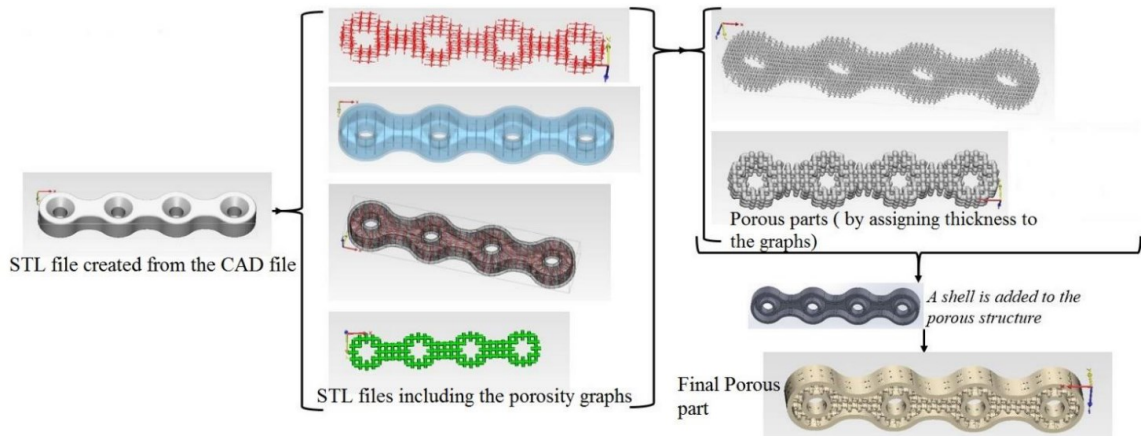 STL file created from the CAD file
STL files including the porosity graphs
Porous parts ( by assigning thickness to
the graphs)
A shell is added to the
porous structure
Final Porous
part